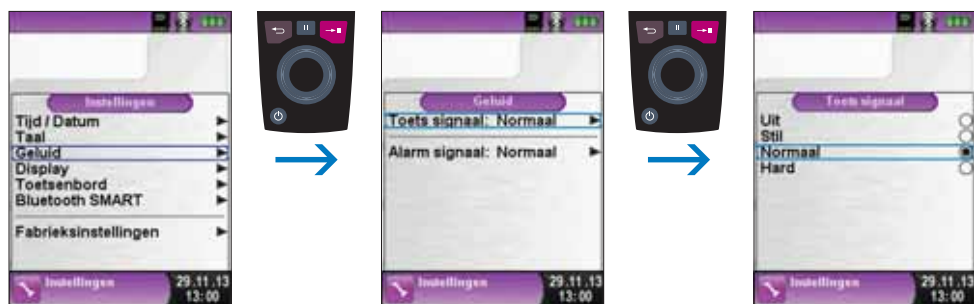 Instellingen
Tijd / Datum
Taal
Geluid
Display
Toetsenbord
Bluetooth SMART
Fabrieksinstellingen
Instellingen
29.11.13
13:00
Geluid
Toets signaal: Normaal
Alarm signaal: Normaal
Instellingen
29.11.13
13:00
Toets signaal
Uit
Stil
Normaal
Hard
Instellingen
29.11.13
13:00